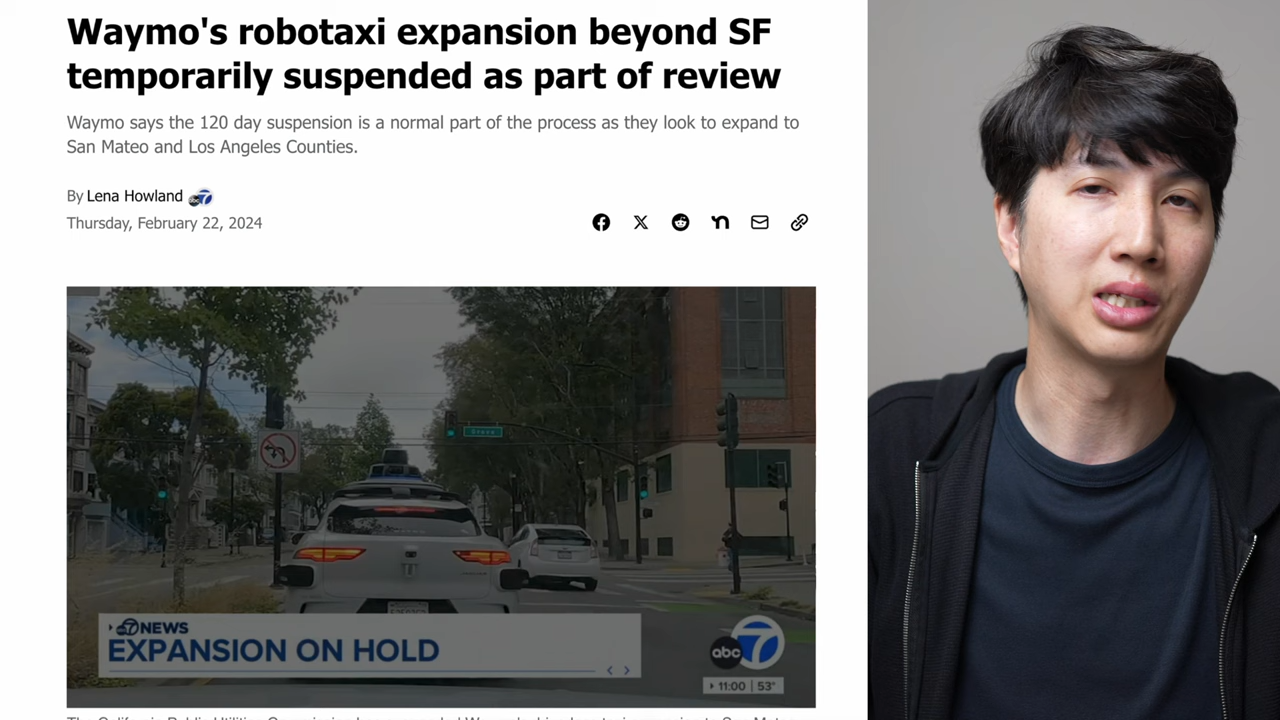 Waymo's robotaxi expansion beyond SF
temporarily suspended as part of review
Waymo says the 120 day suspension is a normal part of the process as they look to expand to
San Mateo and Los Angeles Counties.
By Lena Howland
Thursday, February 22, 2024
NEWS
EXPANSION ON HOLD
abc 7
11:00 | 53°